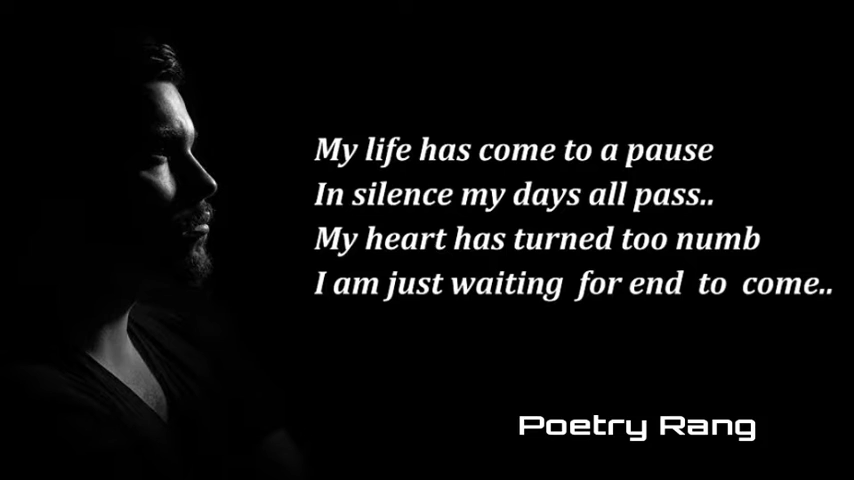 My life has come to a pause
In silence my days all pass..
My heart has turned too numb
I am just waiting for end to come..
Poetry Rang